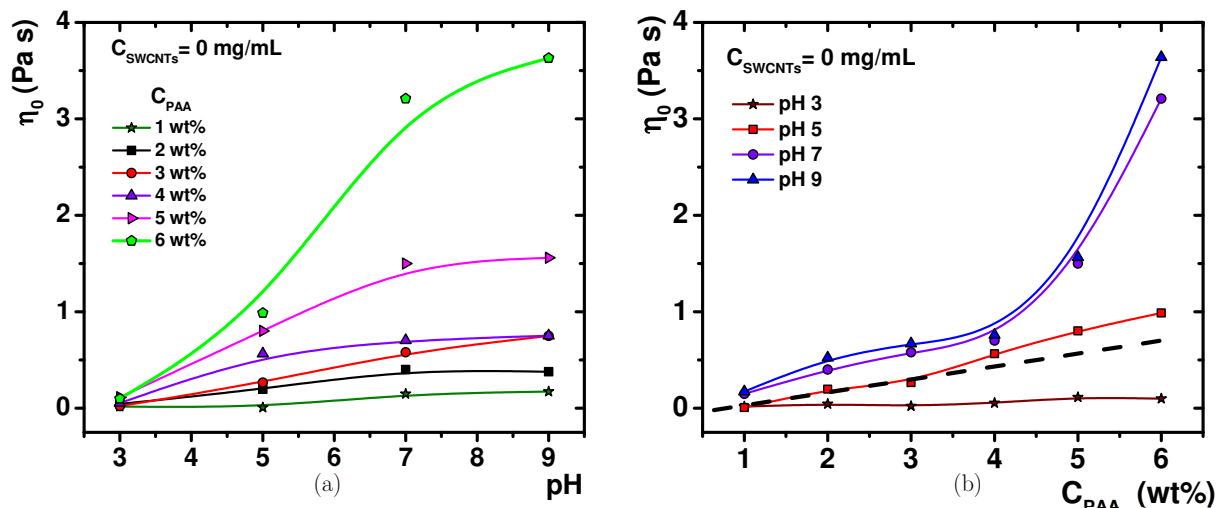 η₀ (Pa s)
4
3
2
1
0
C_SWCNTs = 0 mg/mL
C_PAA
1 wt%
2 wt%
3 wt%
4 wt%
5 wt%
6 wt%
3 4 5 6 7 8 9
(a)
pH
η₀ (Pa s)
4
3
2
1
0
C_SWCNTs = 0 mg/mL
pH 3
pH 5
pH 7
pH 9
1 2 3 4 5 6
(b)
C_PAA (wt%)